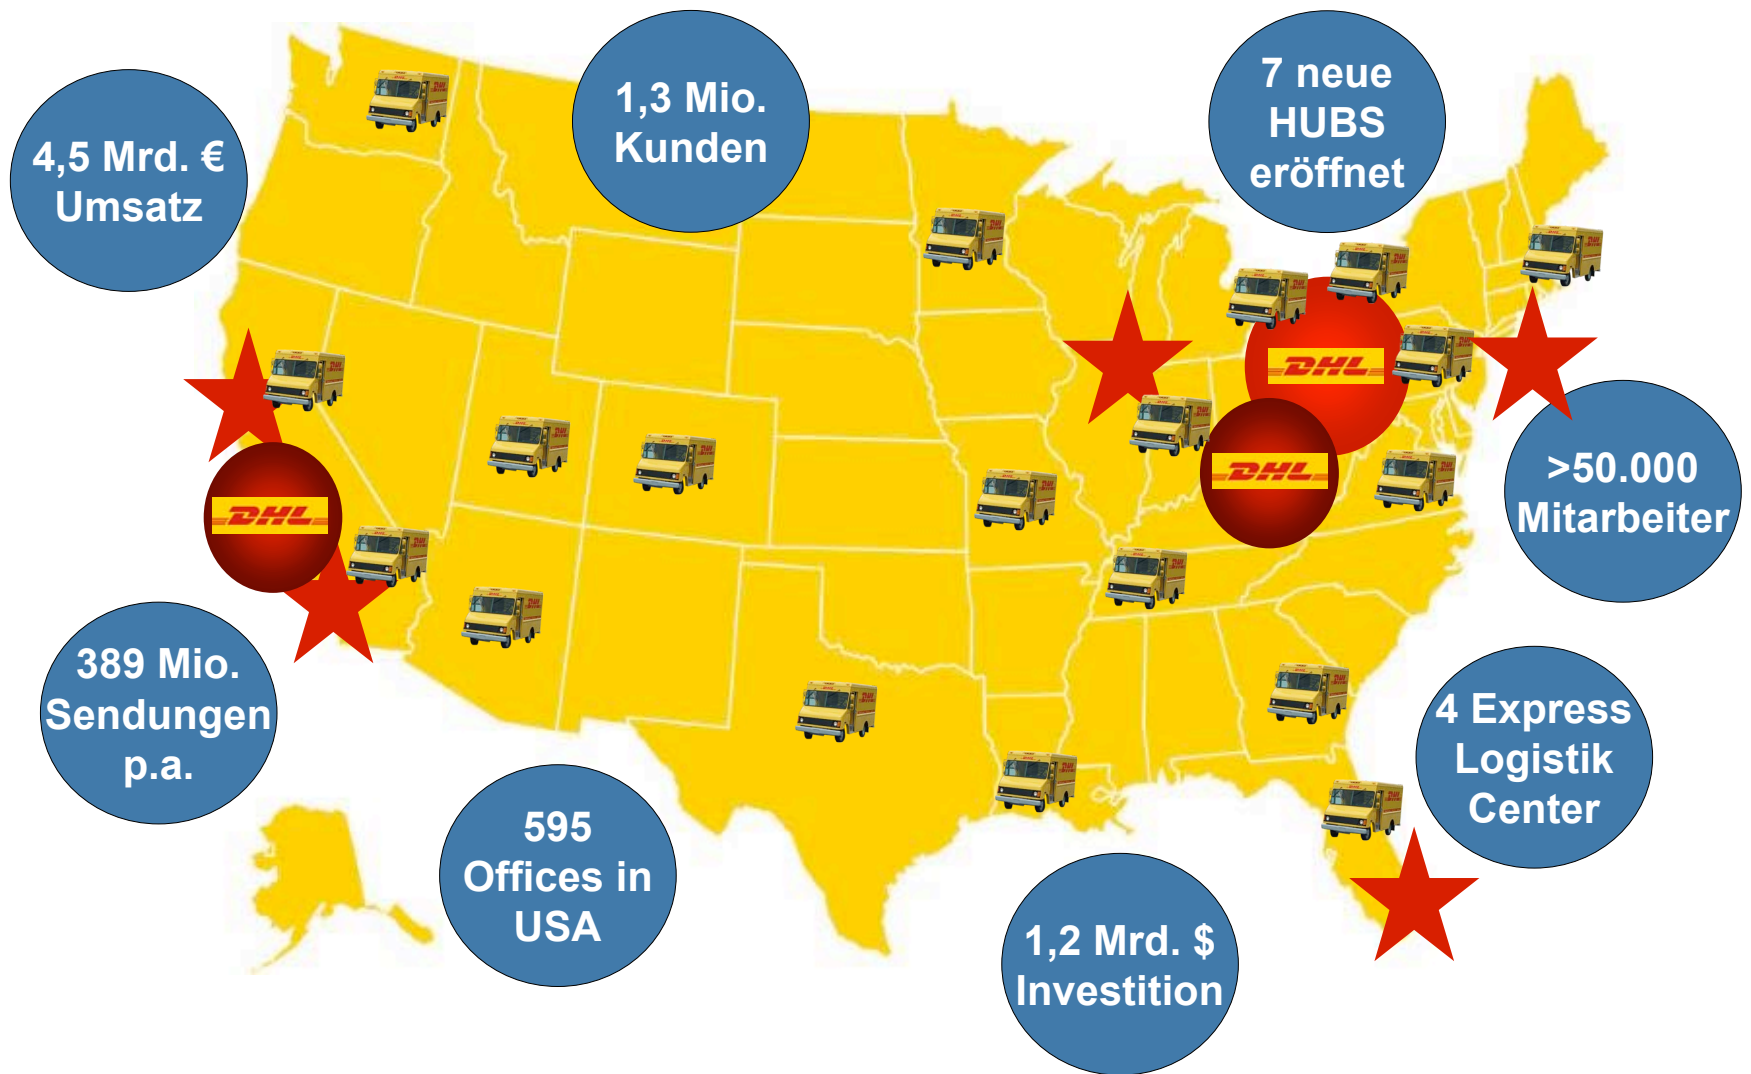 4,5 Mrd. €
Umsatz
1,3 Mio.
Kunden
7 neue
HUBS
eröffnet
DHL
DHL
DHL
>50.000
Mitarbeiter
389 Mio.
Sendungen
p.a.
595
Offices in
USA
1,2 Mrd. $
Investition
4 Express
Logistik
Center